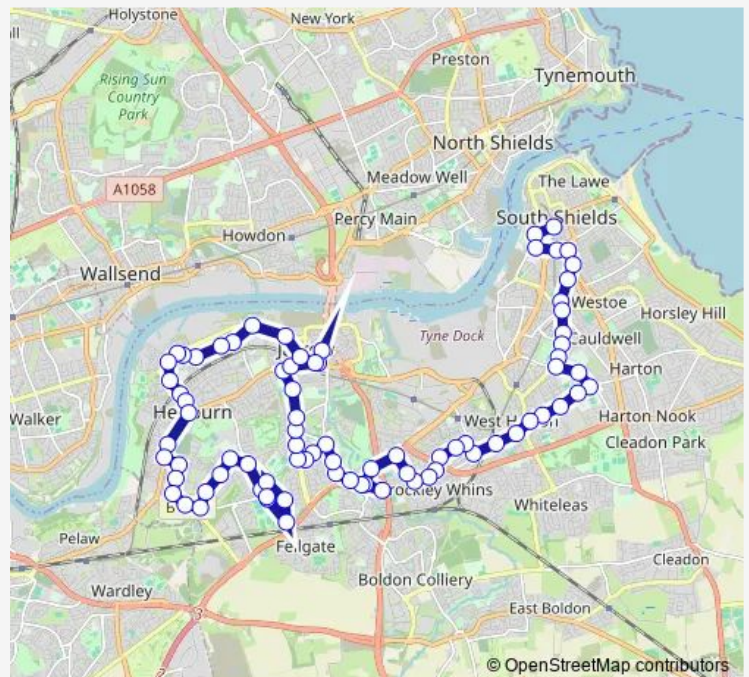 Holystone
New York
Preston
Tynemouth
Rising Sun
Country
Park
North Shields
A1058
Meadow Well
The Lawe
Percy Main
South Shields
Howdon
Wallsend
Westoe
Horsley Hill
Tyne Dock
Cauldwell
Harton
Walker
Harton Nook
Cleadon Park
Whiteleas
Pelaw
Fellgate
Cleadon
Boldon Colliery
Wardley
East Boldon
© OpenStreetMap contributors